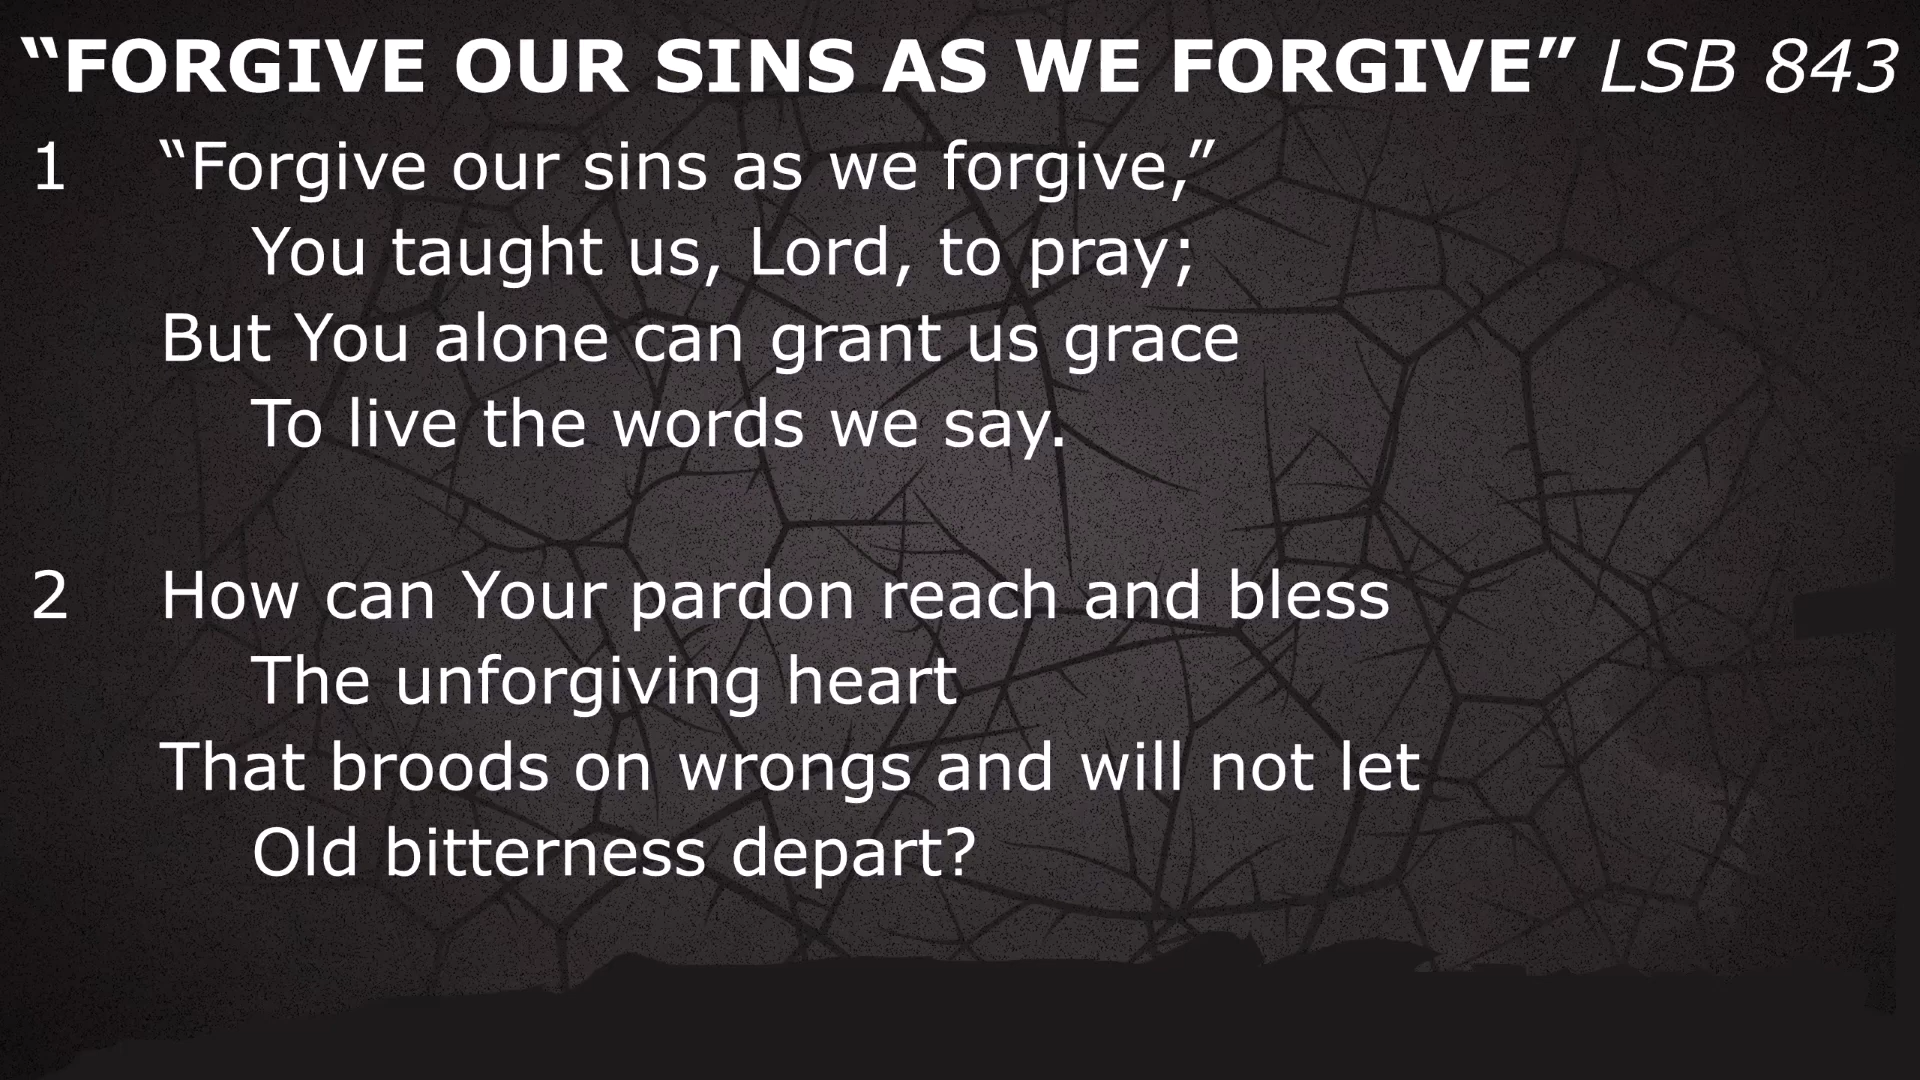 “FORGIVE OUR SINS AS WE FORGIVE” LSB 843
1 “Forgive our sins as we forgive,”
You taught us, Lord, to pray;
But You alone can grant us grace
To live the words we say.
2 How can Your pardon reach and bless
The unforgiving heart
That broods on wrongs and will not let
Old bitterness depart?